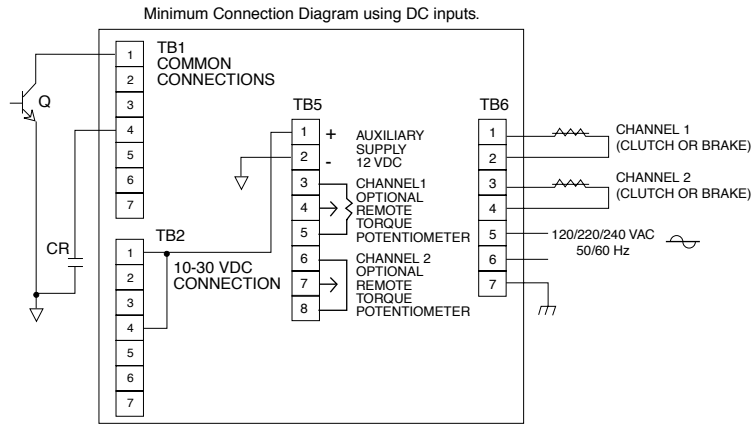 Minimum Connection Diagram using DC inputs.
TB1
COMMON
CONNECTIONS
1
2
3
4
5
6
7
Q
CR
TB2
10-30 VDC
CONNECTION
1
2
3
4
5
6
7
TB5
1
2
3
4
5
6
7
8
+
-
AUXILIARY
SUPPLY
12 VDC
CHANNEL1
OPTIONAL
REMOTE
TORQUE
POTENTIOMETER
CHANNEL 2
OPTIONAL
REMOTE
TORQUE
POTENTIOMETER
TB6
1
2
3
4
5
6
7
CHANNEL 1
(CLUTCH OR BRAKE)
CHANNEL 2
(CLUTCH OR BRAKE)
120/220/240 VAC
50/60 Hz